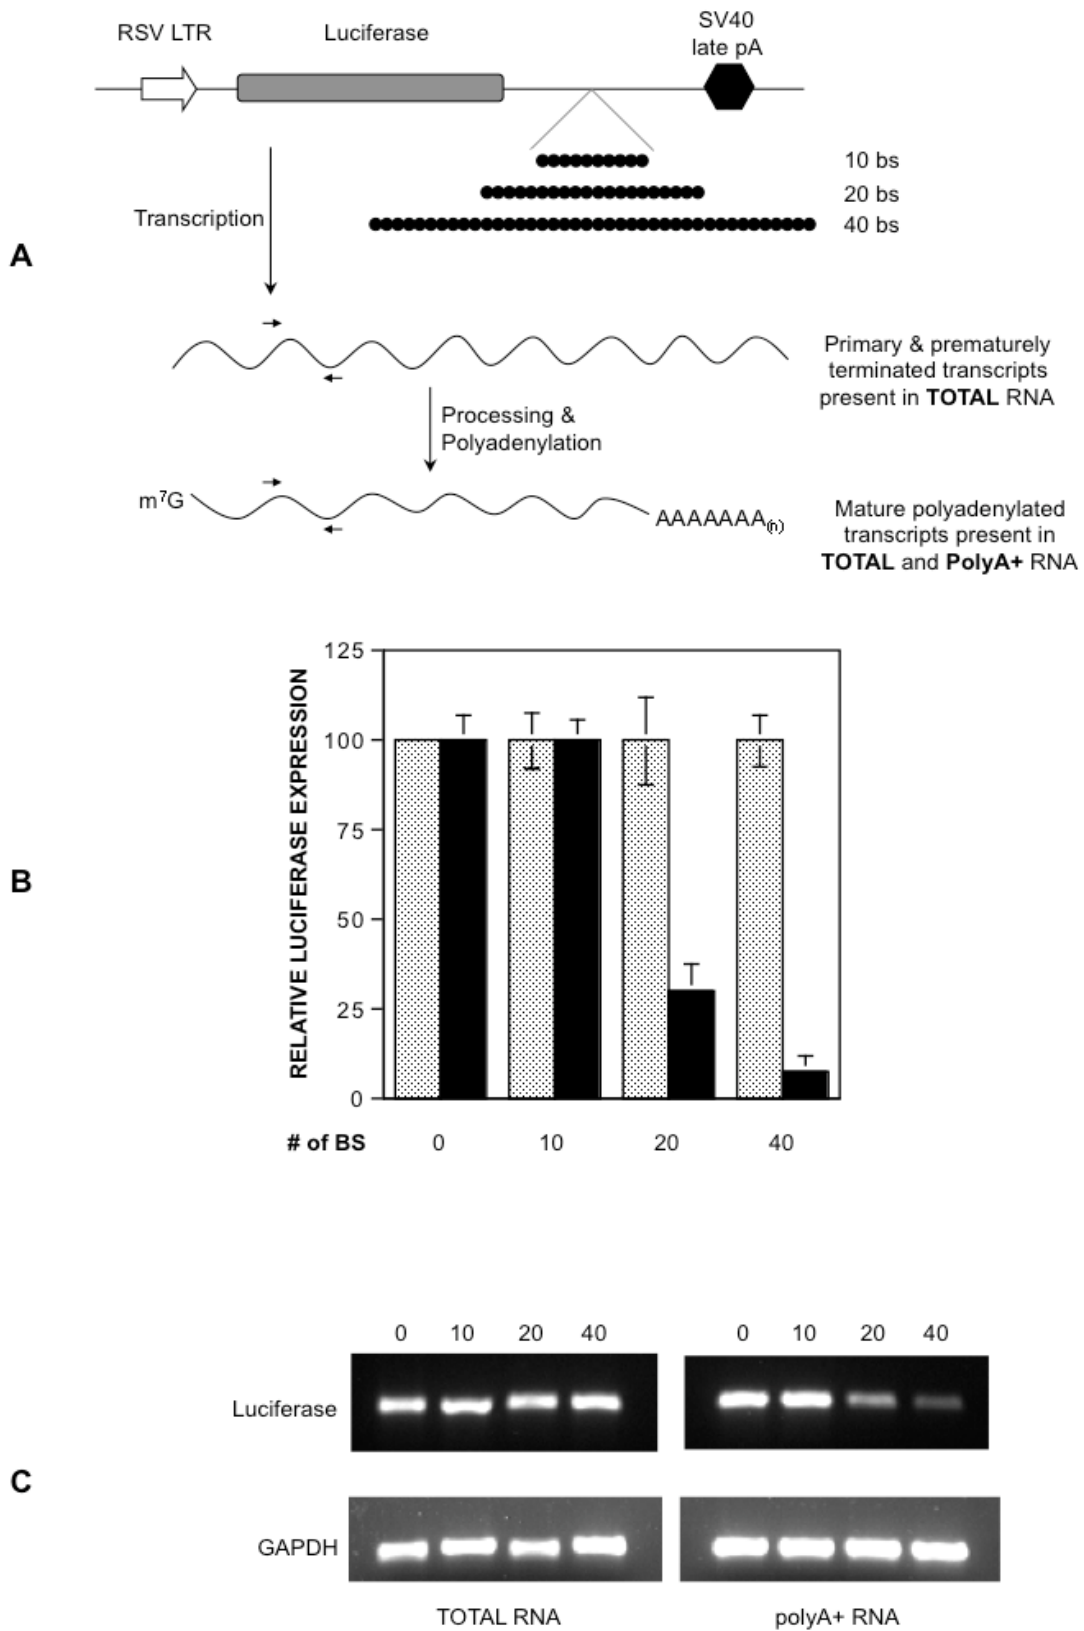 RSV LTR
Luciferase
SV40
late pA
10 bs
20 bs
40 bs
Transcription
A
Primary & prematurely
terminated transcripts
present in TOTAL RNA
Processing &
Polyadenylation
m⁷G
AAAAAAA(n)
Mature polyadenylated
transcripts present in
TOTAL and PolyA+ RNA
B
RELATIVE LUCIFERASE EXPRESSION
125
100
75
50
25
0
# of BS 0 10 20 40
C
0 10 20 40
0 10 20 40
Luciferase
GAPDH
TOTAL RNA
polyA+ RNA